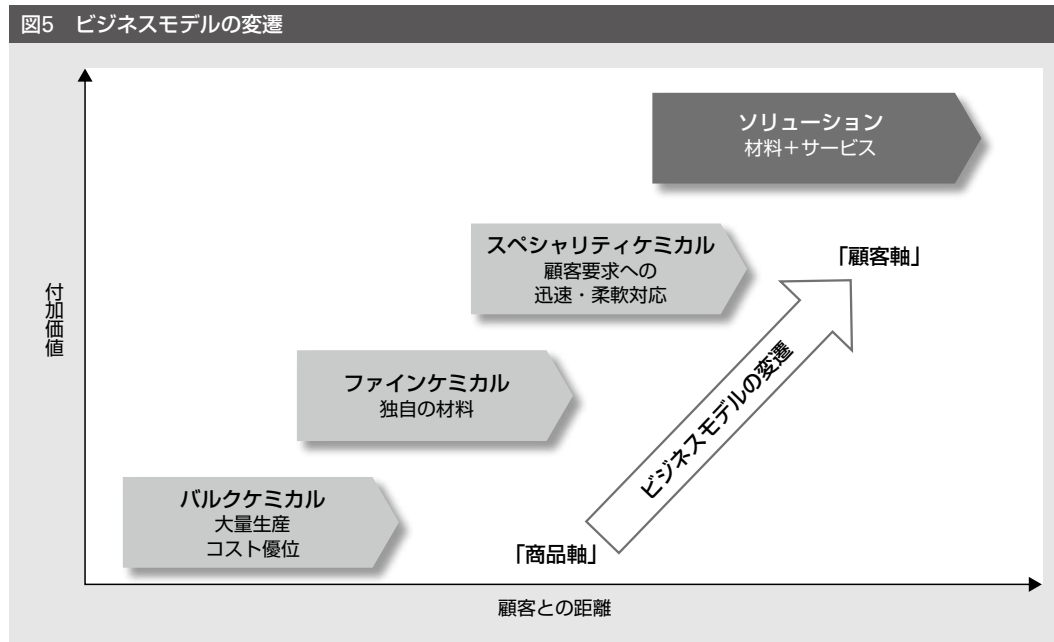 図5 ビジネスモデルの変遷
ソリューション
材料＋サービス
スペシャリティケミカル
顧客要求への
迅速・柔軟対応
「顧客軸」
付加価値
ファインケミカル
独自の材料
ビジネスモデルの変遷
バルクケミカル
大量生産
コスト優位
「商品軸」
顧客との距離